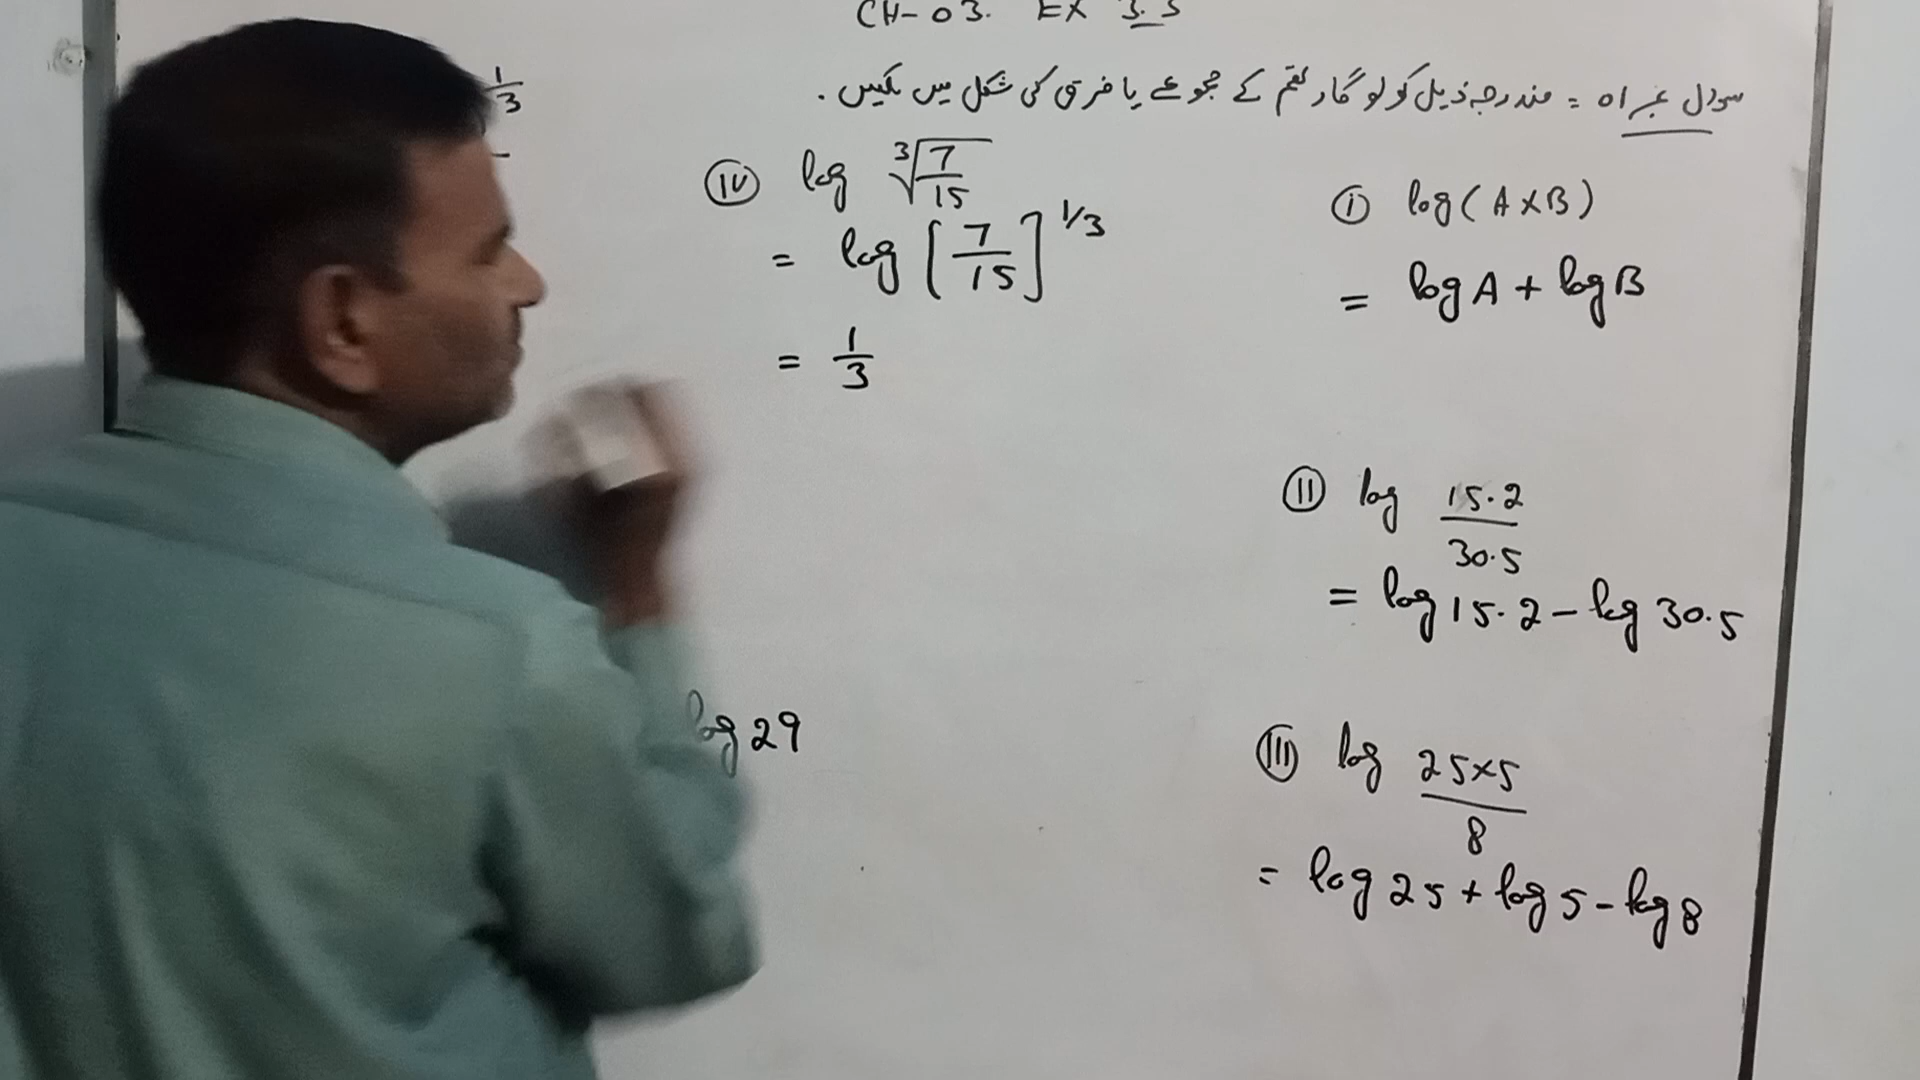 CH-03. EX 3.3
سوال نمبر 01 = مندرجہ ذیل کو لوگارتھم کے مجموعے یا فرق کی شکل میں لکھیں .
(i) log(A×B)
= log A + log B
(II) log 15.2/30.5
= log 15.2 - log 30.5
(III) log 25×5/8
= log 25 + log 5 - log 8
(IV) log ∛(7/15)
= log [7/15]^1/3
= 1/3
log 29
1/3